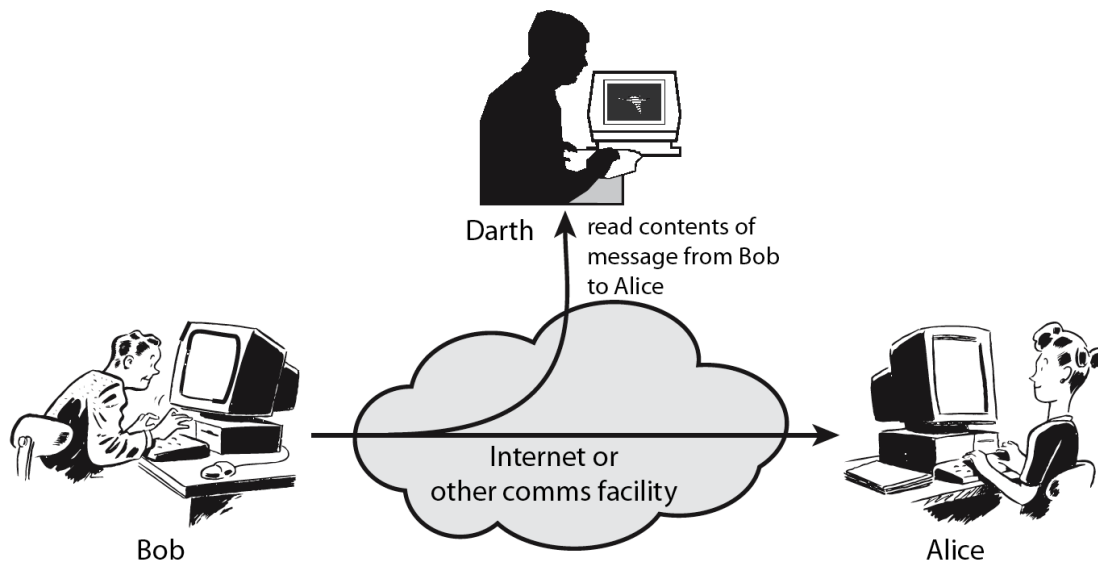 Darth
read contents of
message from Bob
to Alice
Internet or
other comms facility
Bob
Alice